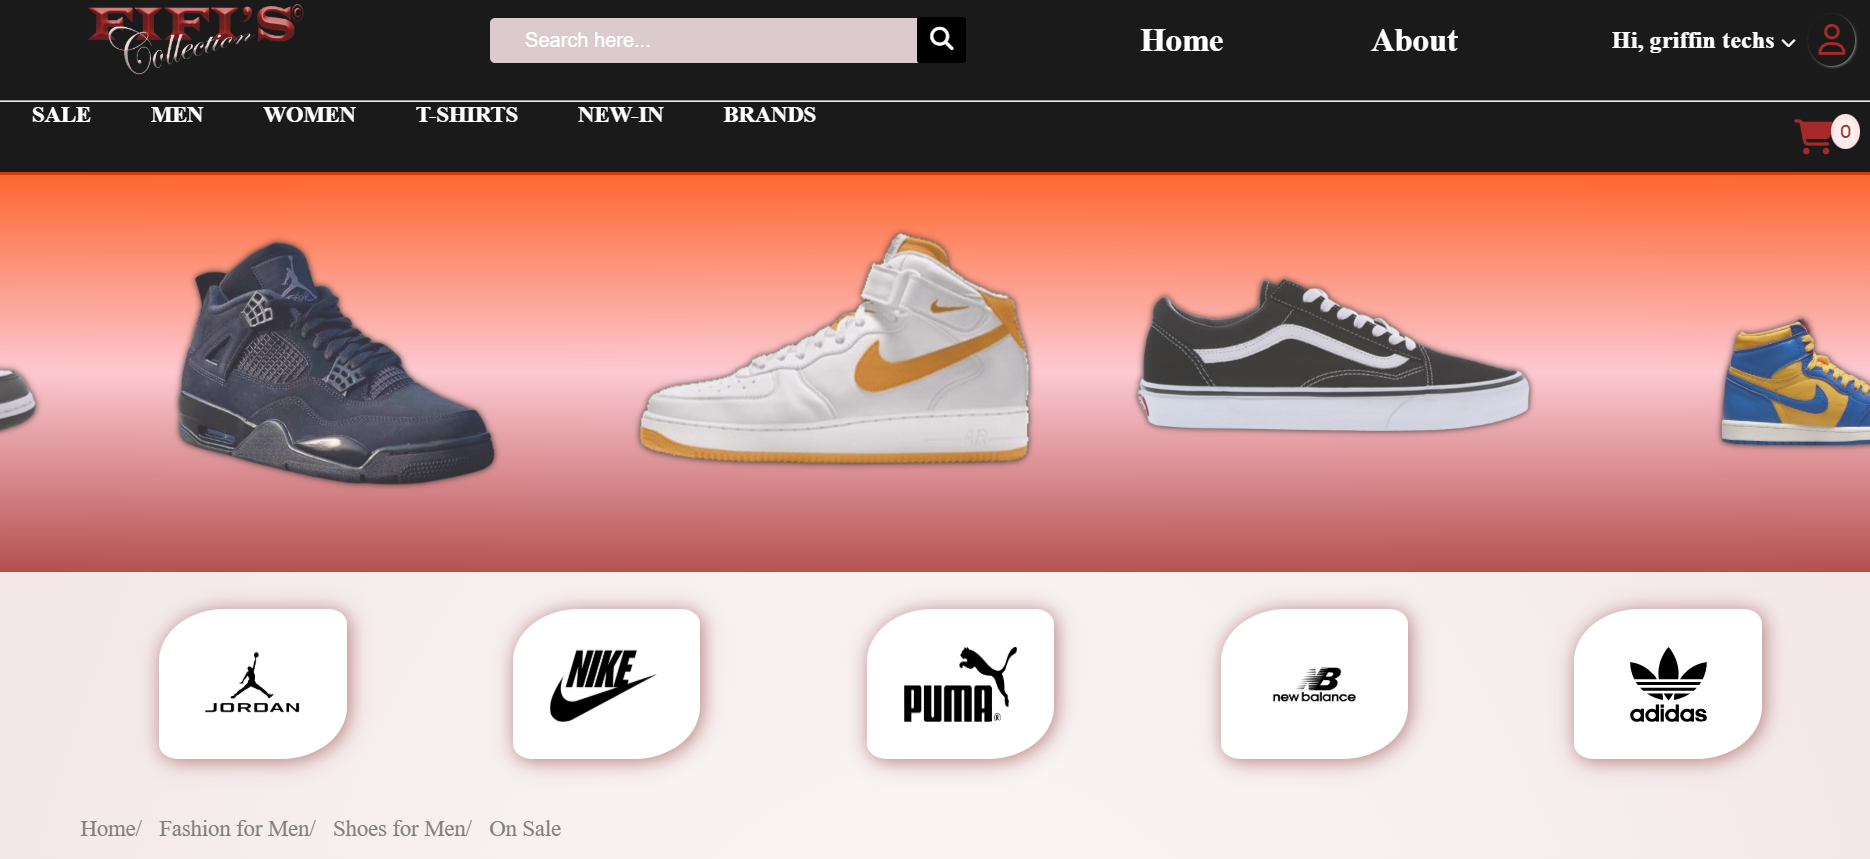 FIFI'S©
Collection
Search here...
Home
About
Hi, griffin techs
SALE
MEN
WOMEN
T-SHIRTS
NEW-IN
BRANDS
0
JORDAN
NIKE
PUMA®
new balance
adidas
Home/ Fashion for Men/ Shoes for Men/ On Sale